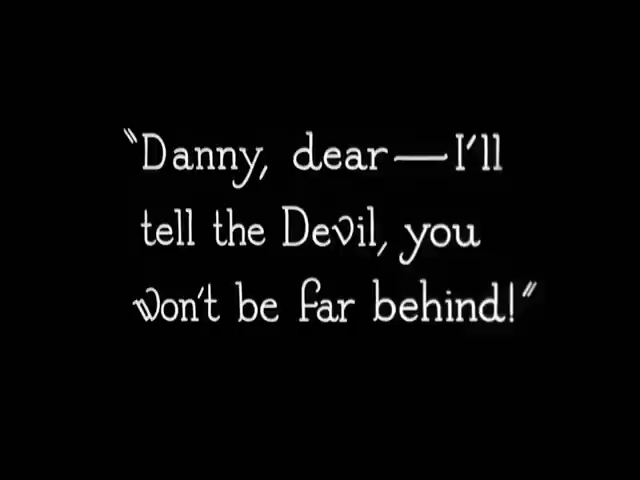 "Danny, dear—I'll
tell the Devil, you
won't be far behind!"